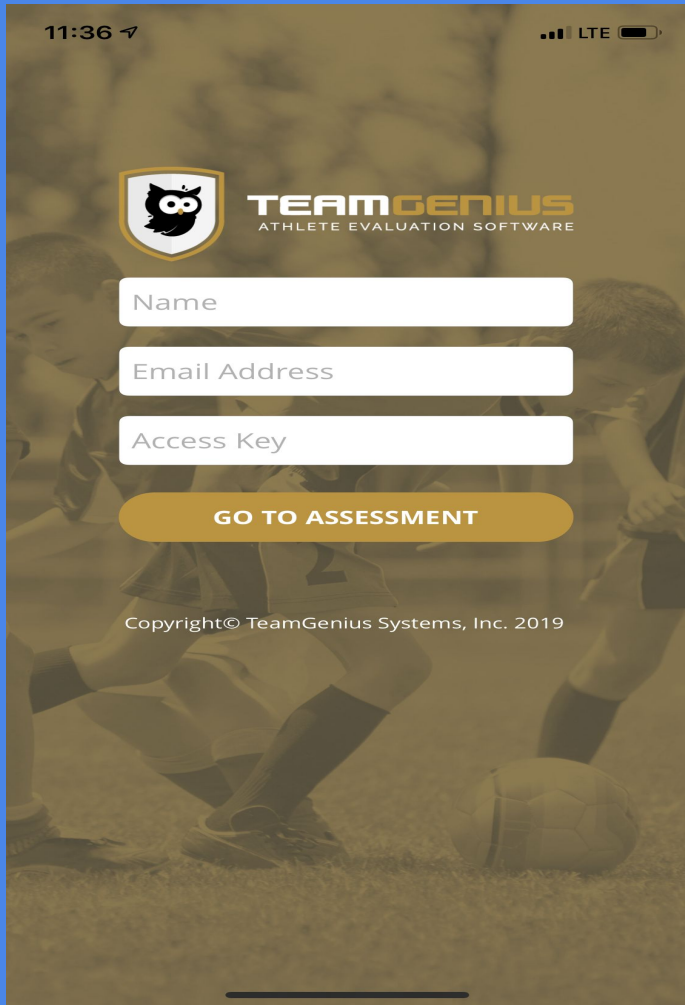 11:36
LTE
TEAMGENIUS
ATHLETE EVALUATION SOFTWARE
Name
Email Address
Access Key
GO TO ASSESSMENT
2
Copyright© TeamGenius Systems, Inc. 2019